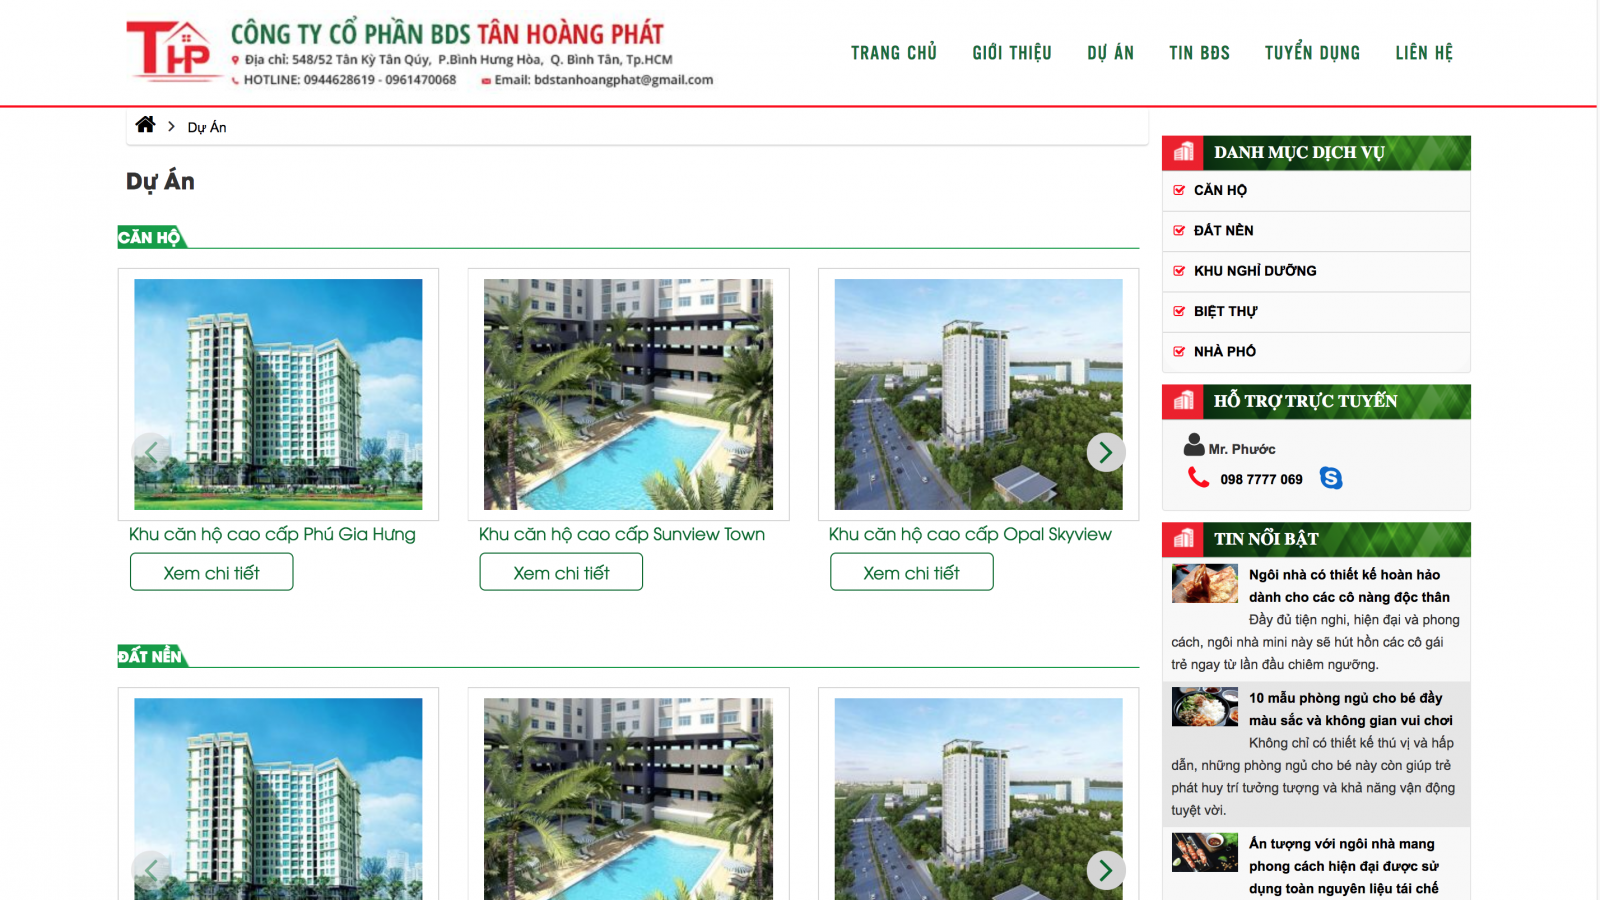 THP
CÔNG TY CỔ PHẦN BDS TÂN HOÀNG PHÁT
Địa chỉ: 548/52 Tân Kỳ Tân Qúy, P.Bình Hưng Hòa, Q. Bình Tân, Tp.HCM
HOTLINE: 0944628619 - 0961470068 Email: bdstanhoangphat@gmail.com
TRANG CHỦ GIỚI THIỆU DỰ ÁN TIN BĐS TUYỂN DỤNG LIÊN HỆ
Dự Án
Dự Án
CĂN HỘ
Khu căn hộ cao cấp Phú Gia Hưng
Xem chi tiết
Khu căn hộ cao cấp Sunview Town
Xem chi tiết
Khu căn hộ cao cấp Opal Skyview
Xem chi tiết
ĐẤT NỀN
DANH MỤC DỊCH VỤ
CĂN HỘ
ĐẤT NỀN
KHU NGHỈ DƯỠNG
BIỆT THỰ
NHÀ PHỐ
HỖ TRỢ TRỰC TUYẾN
Mr. Phước
098 7777 069
TIN NỔI BẬT
Ngôi nhà có thiết kế hoàn hảo
dành cho các cô nàng độc thân
Đầy đủ tiện nghi, hiện đại và phong
cách, ngôi nhà mini này sẽ hút hồn các cô gái
trẻ ngay từ lần đầu chiêm ngưỡng.
10 mẫu phòng ngủ cho bé đầy
màu sắc và không gian vui chơi
Không chỉ có thiết kế thú vị và hấp
dẫn, những phòng ngủ cho bé này còn giúp trẻ
phát huy trí tưởng tượng và khả năng vận động
tuyệt vời.
Ấn tượng với ngôi nhà mang
phong cách hiện đại được sử
dụng toàn nguyên liệu tái chế